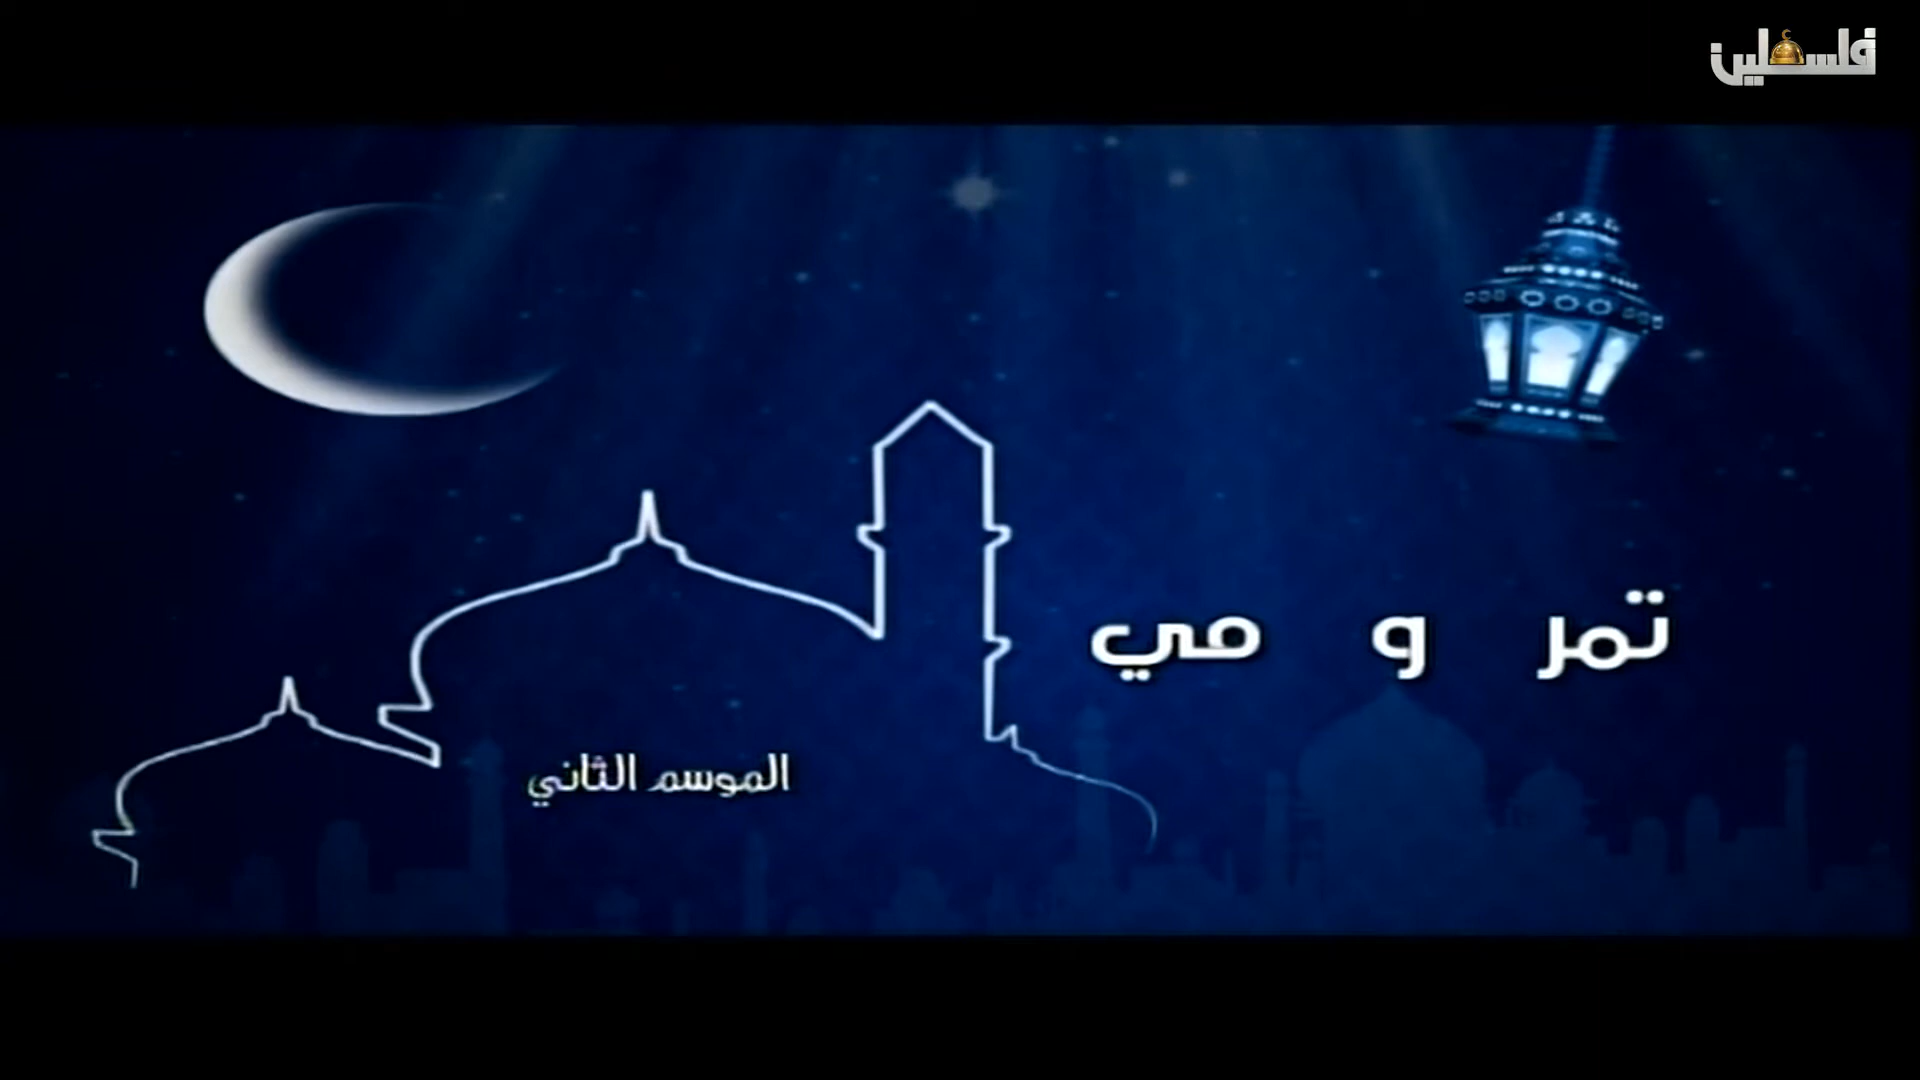 فلسطين
تمر و مي
الموسم الثاني